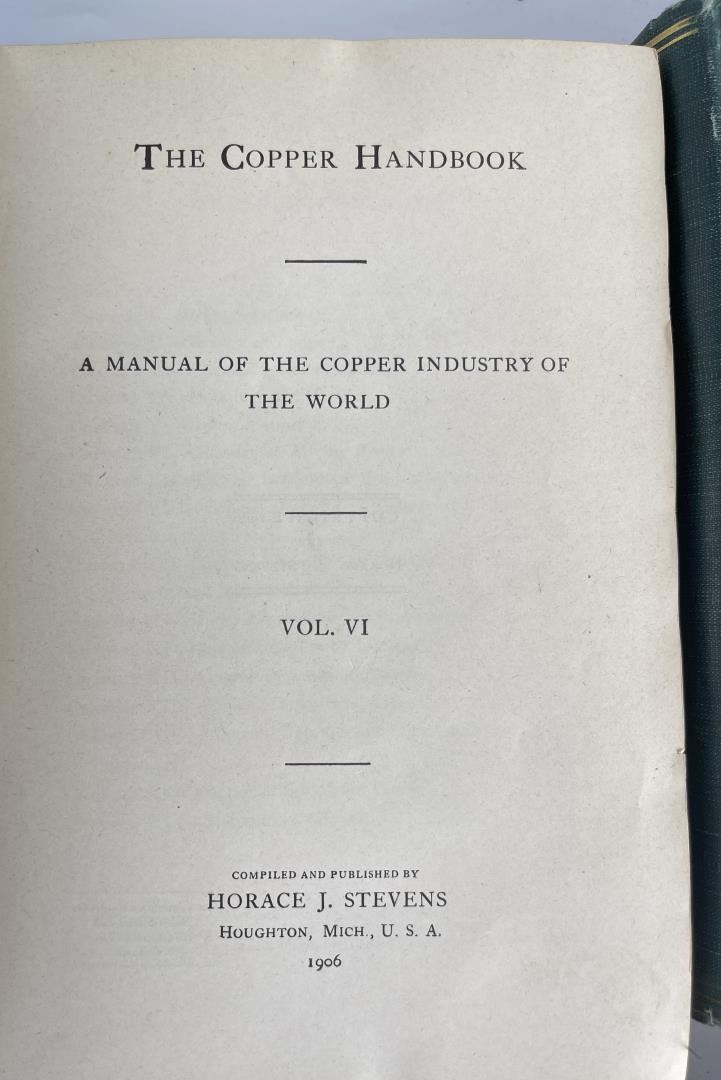 THE COPPER HANDBOOK
A MANUAL OF THE COPPER INDUSTRY OF
THE WORLD
VOL. VI
COMPILED AND PUBLISHED BY
HORACE J. STEVENS
HOUGHTON, MICH., U. S. A.
1906